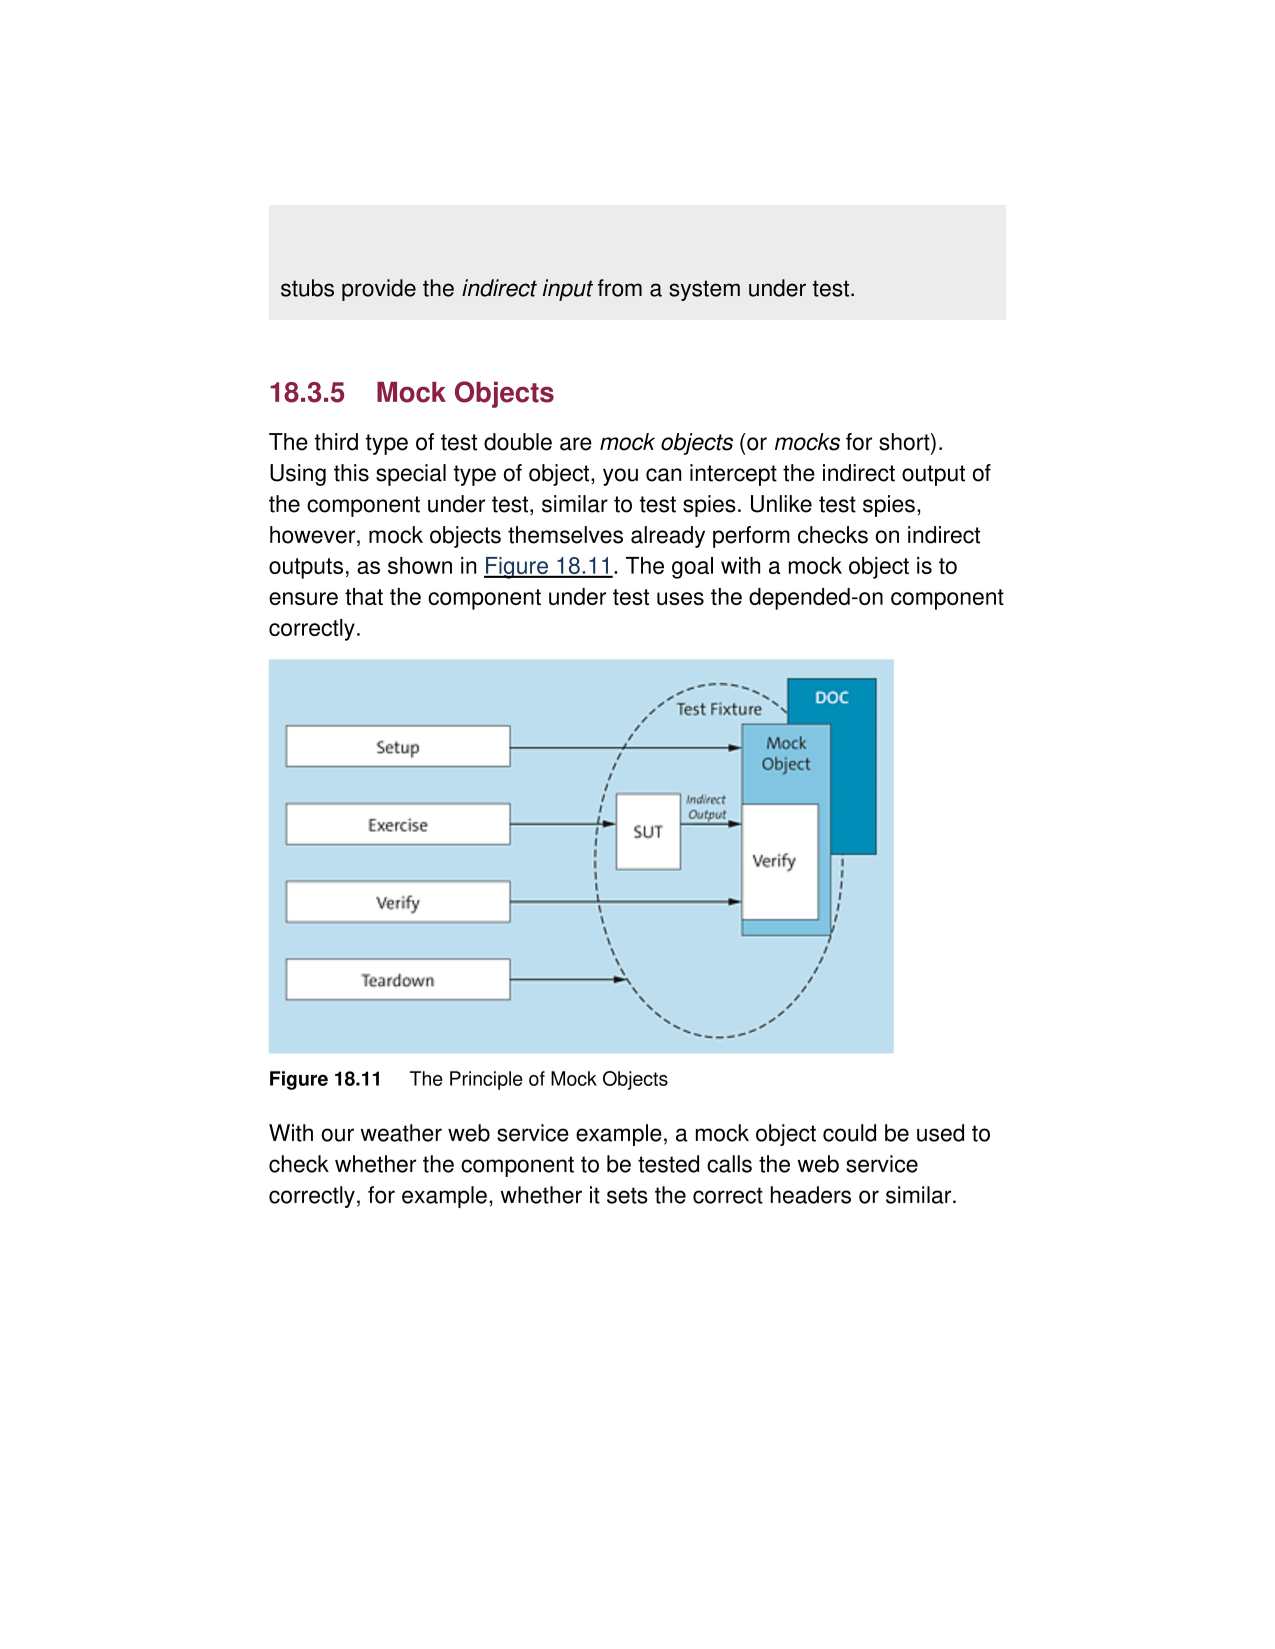 stubs provide the indirect input from a system under test.
18.3.5 Mock Objects
The third type of test double are mock objects (or mocks for short).
Using this special type of object, you can intercept the indirect output of
the component under test, similar to test spies. Unlike test spies,
however, mock objects themselves already perform checks on indirect
outputs, as shown in Figure 18.11. The goal with a mock object is to
ensure that the component under test uses the depended-on component
correctly.
DOC
Test Fixture
Setup
Mock
Object
Indirect
Output
Exercise
SUT
Verify
Verify
Teardown
Figure 18.11 The Principle of Mock Objects
With our weather web service example, a mock object could be used to
check whether the component to be tested calls the web service
correctly, for example, whether it sets the correct headers or similar.